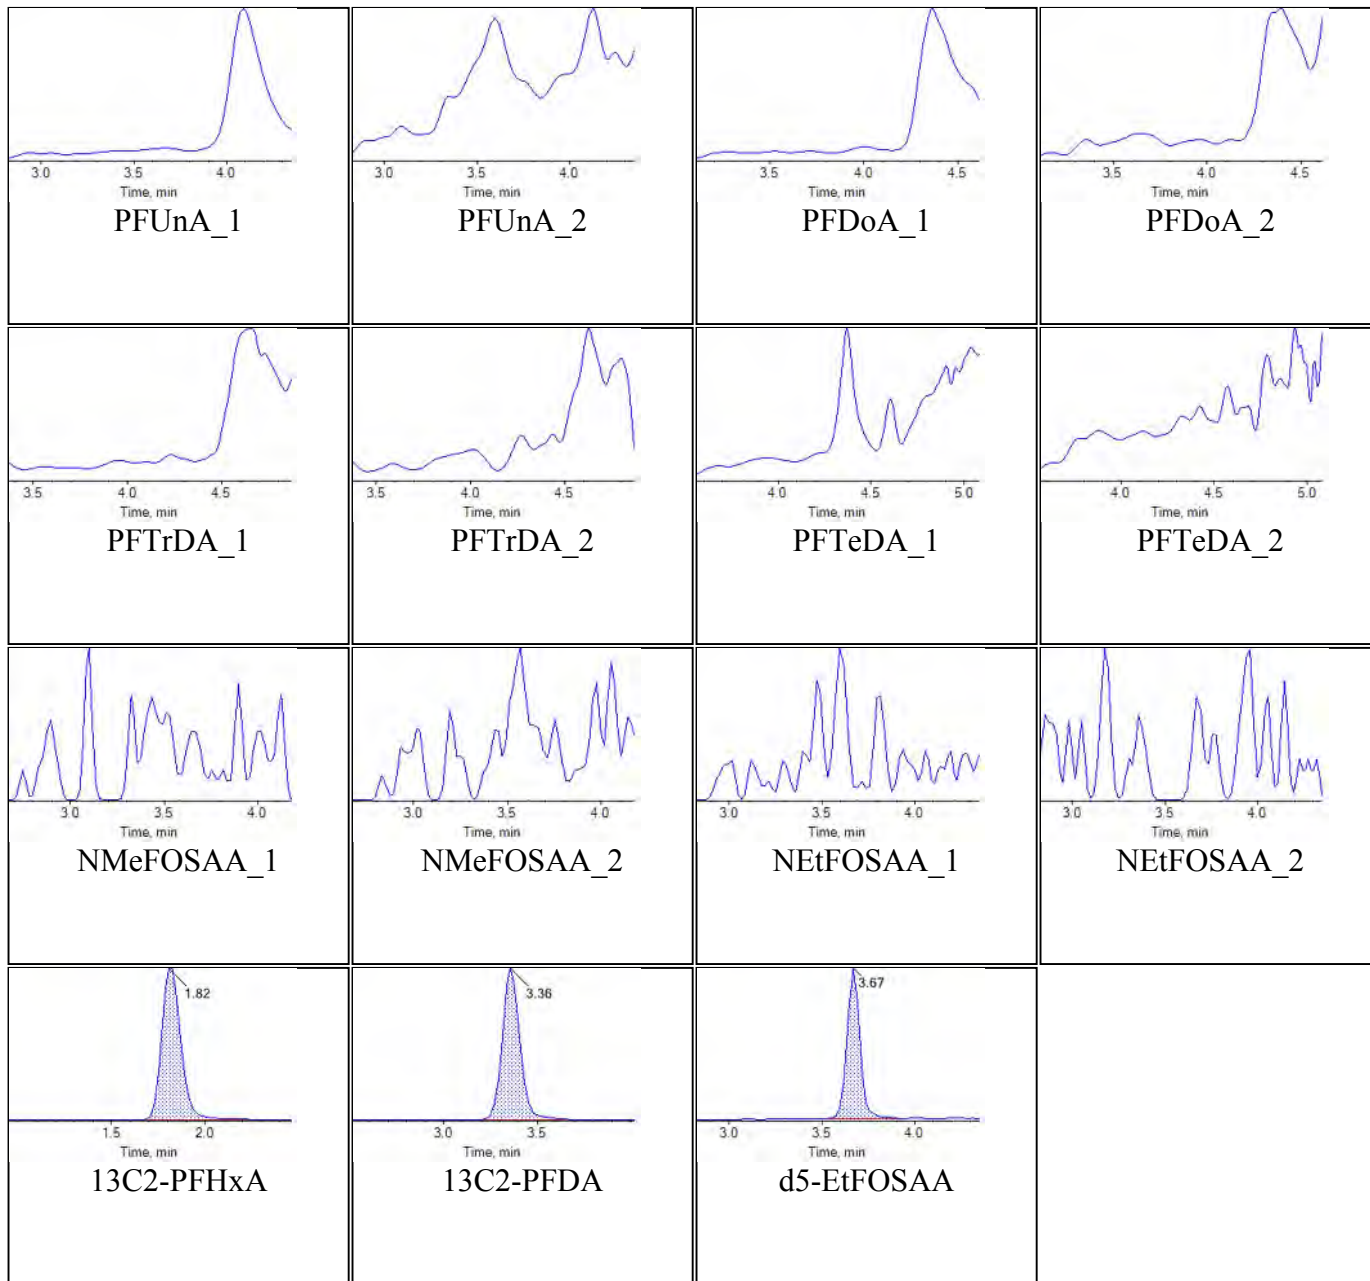 3.0 3.5 4.0
Time, min
PFUnA_1
3.0 3.5 4.0
Time, min
PFUnA_2
3.5 4.0 4.5
Time, min
PFDoA_1
3.5 4.0 4.5
Time, min
PFDoA_2
3.5 4.0 4.5
Time, min
PFTrDA_1
3.5 4.0 4.5
Time, min
PFTrDA_2
4.0 4.5 5.0
Time, min
PFTeDA_1
4.0 4.5 5.0
Time, min
PFTeDA_2
3.0 3.5 4.0
Time, min
NMeFOSAA_1
3.0 3.5 4.0
Time, min
NMeFOSAA_2
3.0 3.5 4.0
Time, min
NEtFOSAA_1
3.0 3.5 4.0
Time, min
NEtFOSAA_2
1.82
1.5 2.0
Time, min
13C2-PFHxA
3.36
3.0 3.5
Time, min
13C2-PFDA
3.67
3.0 3.5 4.0
Time, min
d5-EtFOSAA